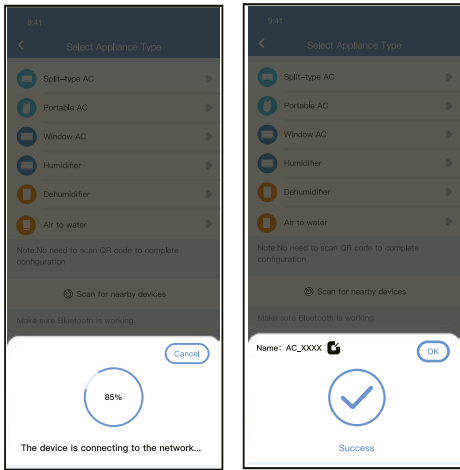 9:41
Select Appliance Type
Split-type AC
Portable AC
Window AC
Humidifier
Dehumidifier
Air to water
Note:No need to scan QR code to complete
configuration
Scan for nearby devices
Make sure Bluetooth is working.
Cancel
85%
The device is connecting to the network...
9:41
Select Appliance Type
Split-type AC
Portable AC
Window AC
Humidifier
Dehumidifier
Air to water
Note:No need to scan QR code to complete
configuration
Scan for nearby devices
Make sure Bluetooth is working.
Name: AC_XXXX
OK
Success